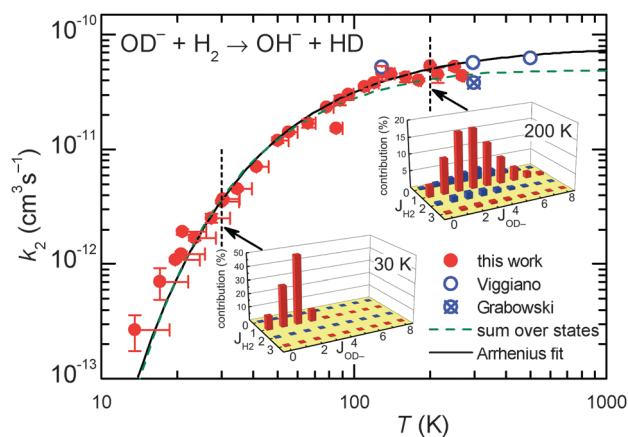 10⁻¹⁰
OD⁻ + H₂ → OH⁻ + HD
10⁻¹¹
10⁻¹²
10⁻¹³
k₂ (cm³s⁻¹)
200 K
contribution (%)
20
15
10
5
0
1
2
3
J_H2
0
2
4
6
8
J_OD−
30 K
contribution (%)
50
40
30
20
10
0
1
2
3
J_H2
0
2
4
6
8
J_OD−
this work
Viggiano
Grabowski
sum over states
Arrhenius fit
10
100
1000
T (K)